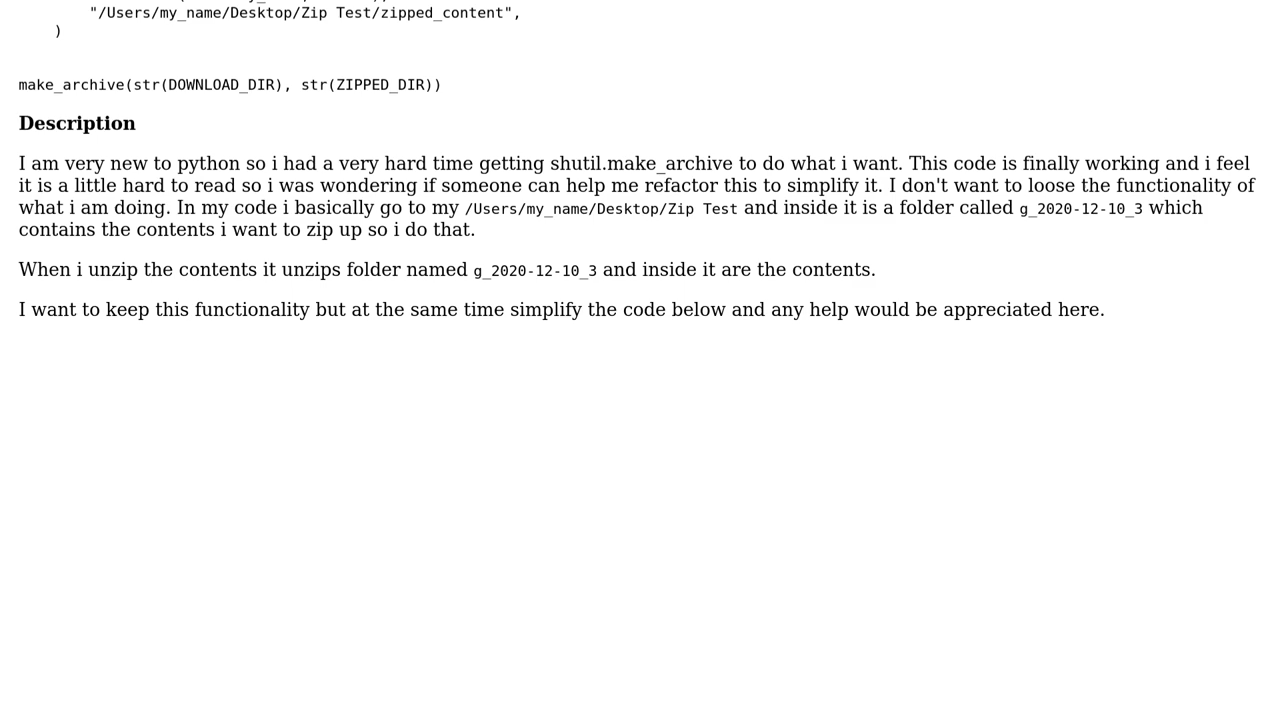 "/Users/my_name/Desktop/Zip Test/zipped_content",
)
make_archive(str(DOWNLOAD_DIR), str(ZIPPED_DIR))
Description
I am very new to python so i had a very hard time getting shutil.make_archive to do what i want. This code is finally working and i feel
it is a little hard to read so i was wondering if someone can help me refactor this to simplify it. I don't want to loose the functionality of
what i am doing. In my code i basically go to my /Users/my_name/Desktop/Zip Test and inside it is a folder called g_2020-12-10_3 which
contains the contents i want to zip up so i do that.
When i unzip the contents it unzips folder named g_2020-12-10_3 and inside it are the contents.
I want to keep this functionality but at the same time simplify the code below and any help would be appreciated here.